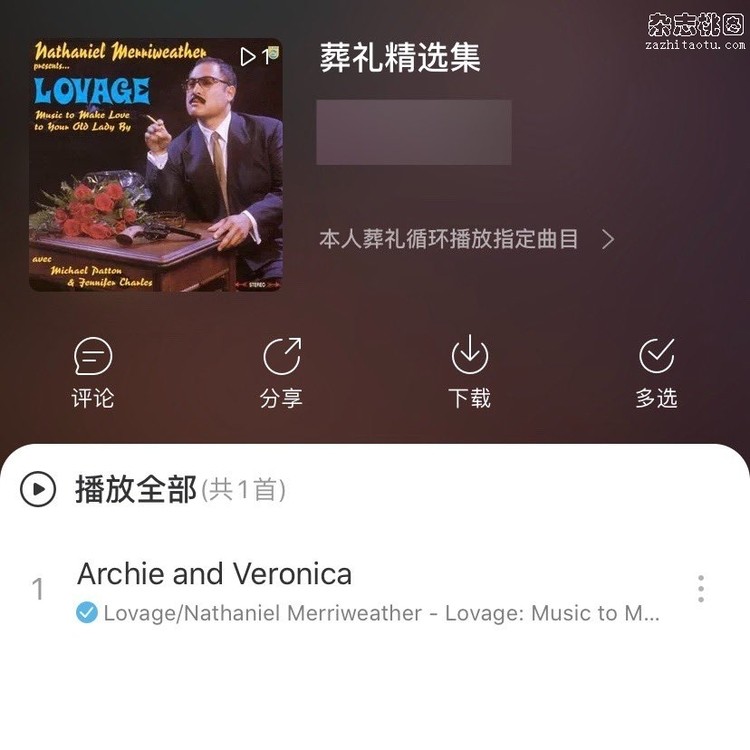 杂志桃图
zazhitaotu.com
Nathaniel Merriweather
presents...
LOVAGE
Music to Make Love
to Your Old Lady By
avec
Michael Patton
& Jennifer Charles
STEREO
1
葬礼精选集
本人葬礼循环播放指定曲目
评论
分享
下载
多选
播放全部(共1首)
1
Archie and Veronica
Lovage/Nathaniel Merriweather - Lovage: Music to M...